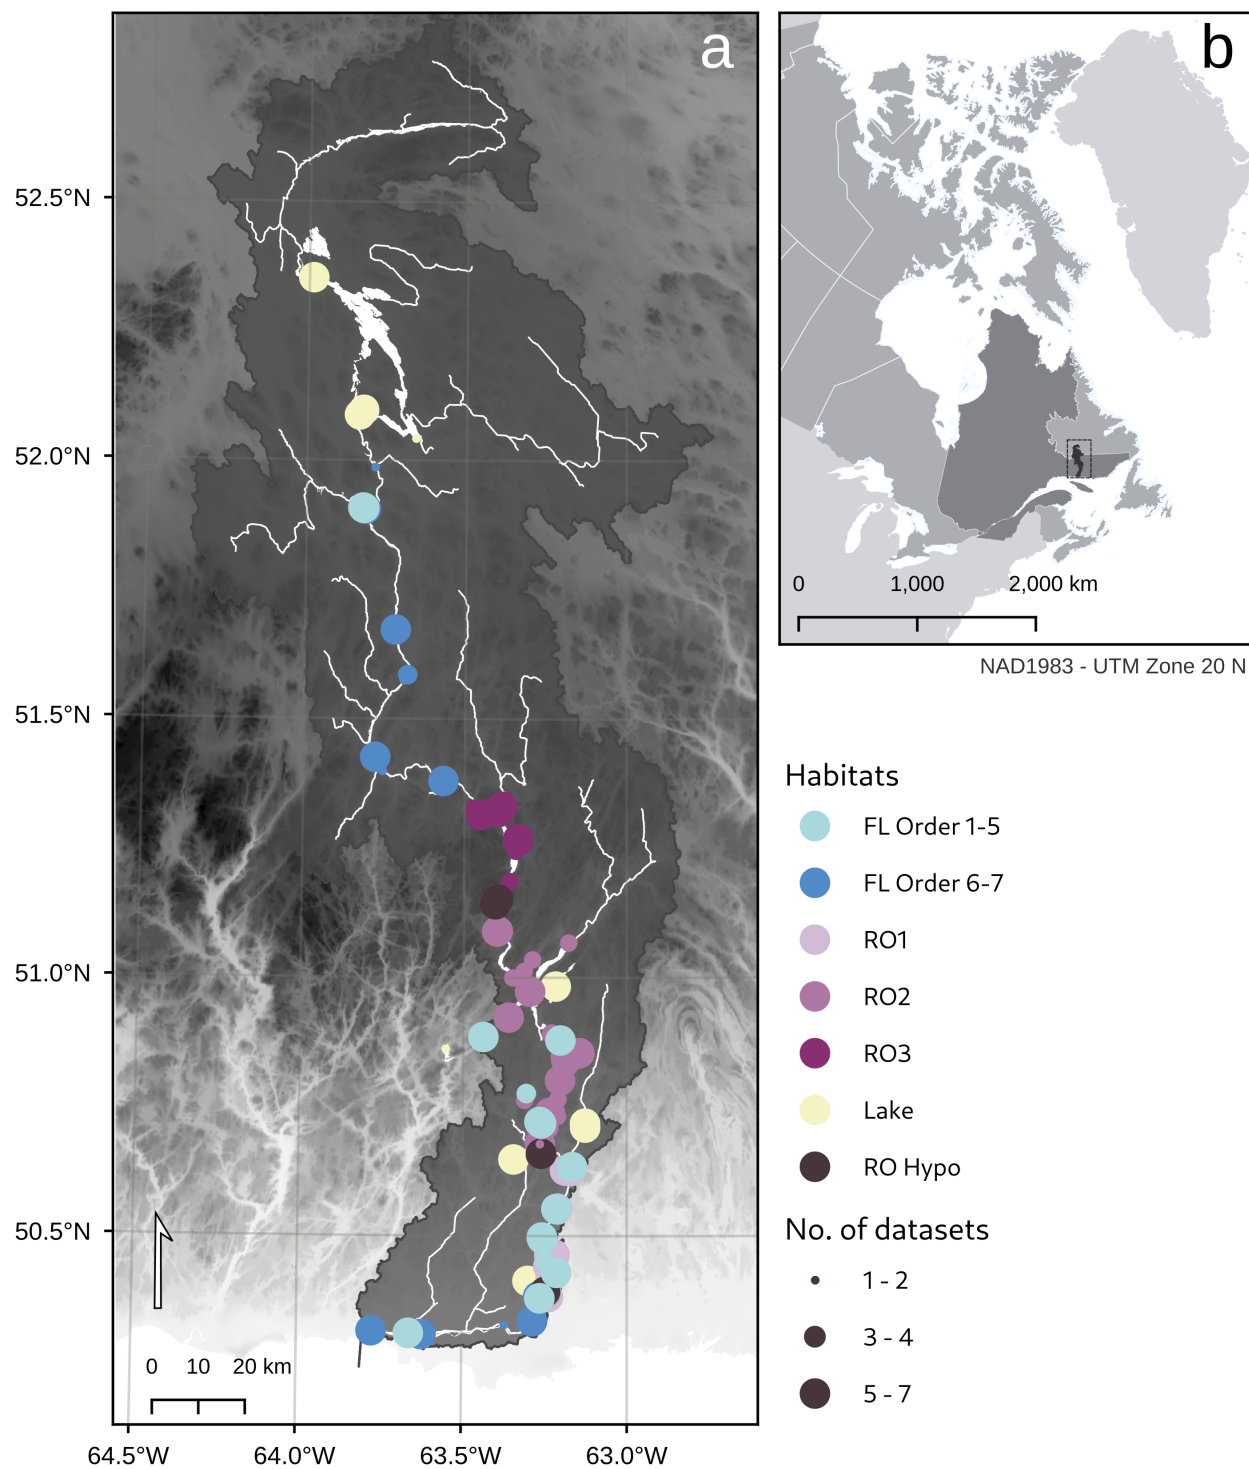 a
52.5°N
52.0°N
51.5°N
51.0°N
50.5°N
0 10 20 km
64.5°W 64.0°W 63.5°W 63.0°W
b
0 1,000 2,000 km
NAD1983 - UTM Zone 20 N
Habitats
FL Order 1-5
FL Order 6-7
RO1
RO2
RO3
Lake
RO Hypo
No. of datasets
1 - 2
3 - 4
5 - 7